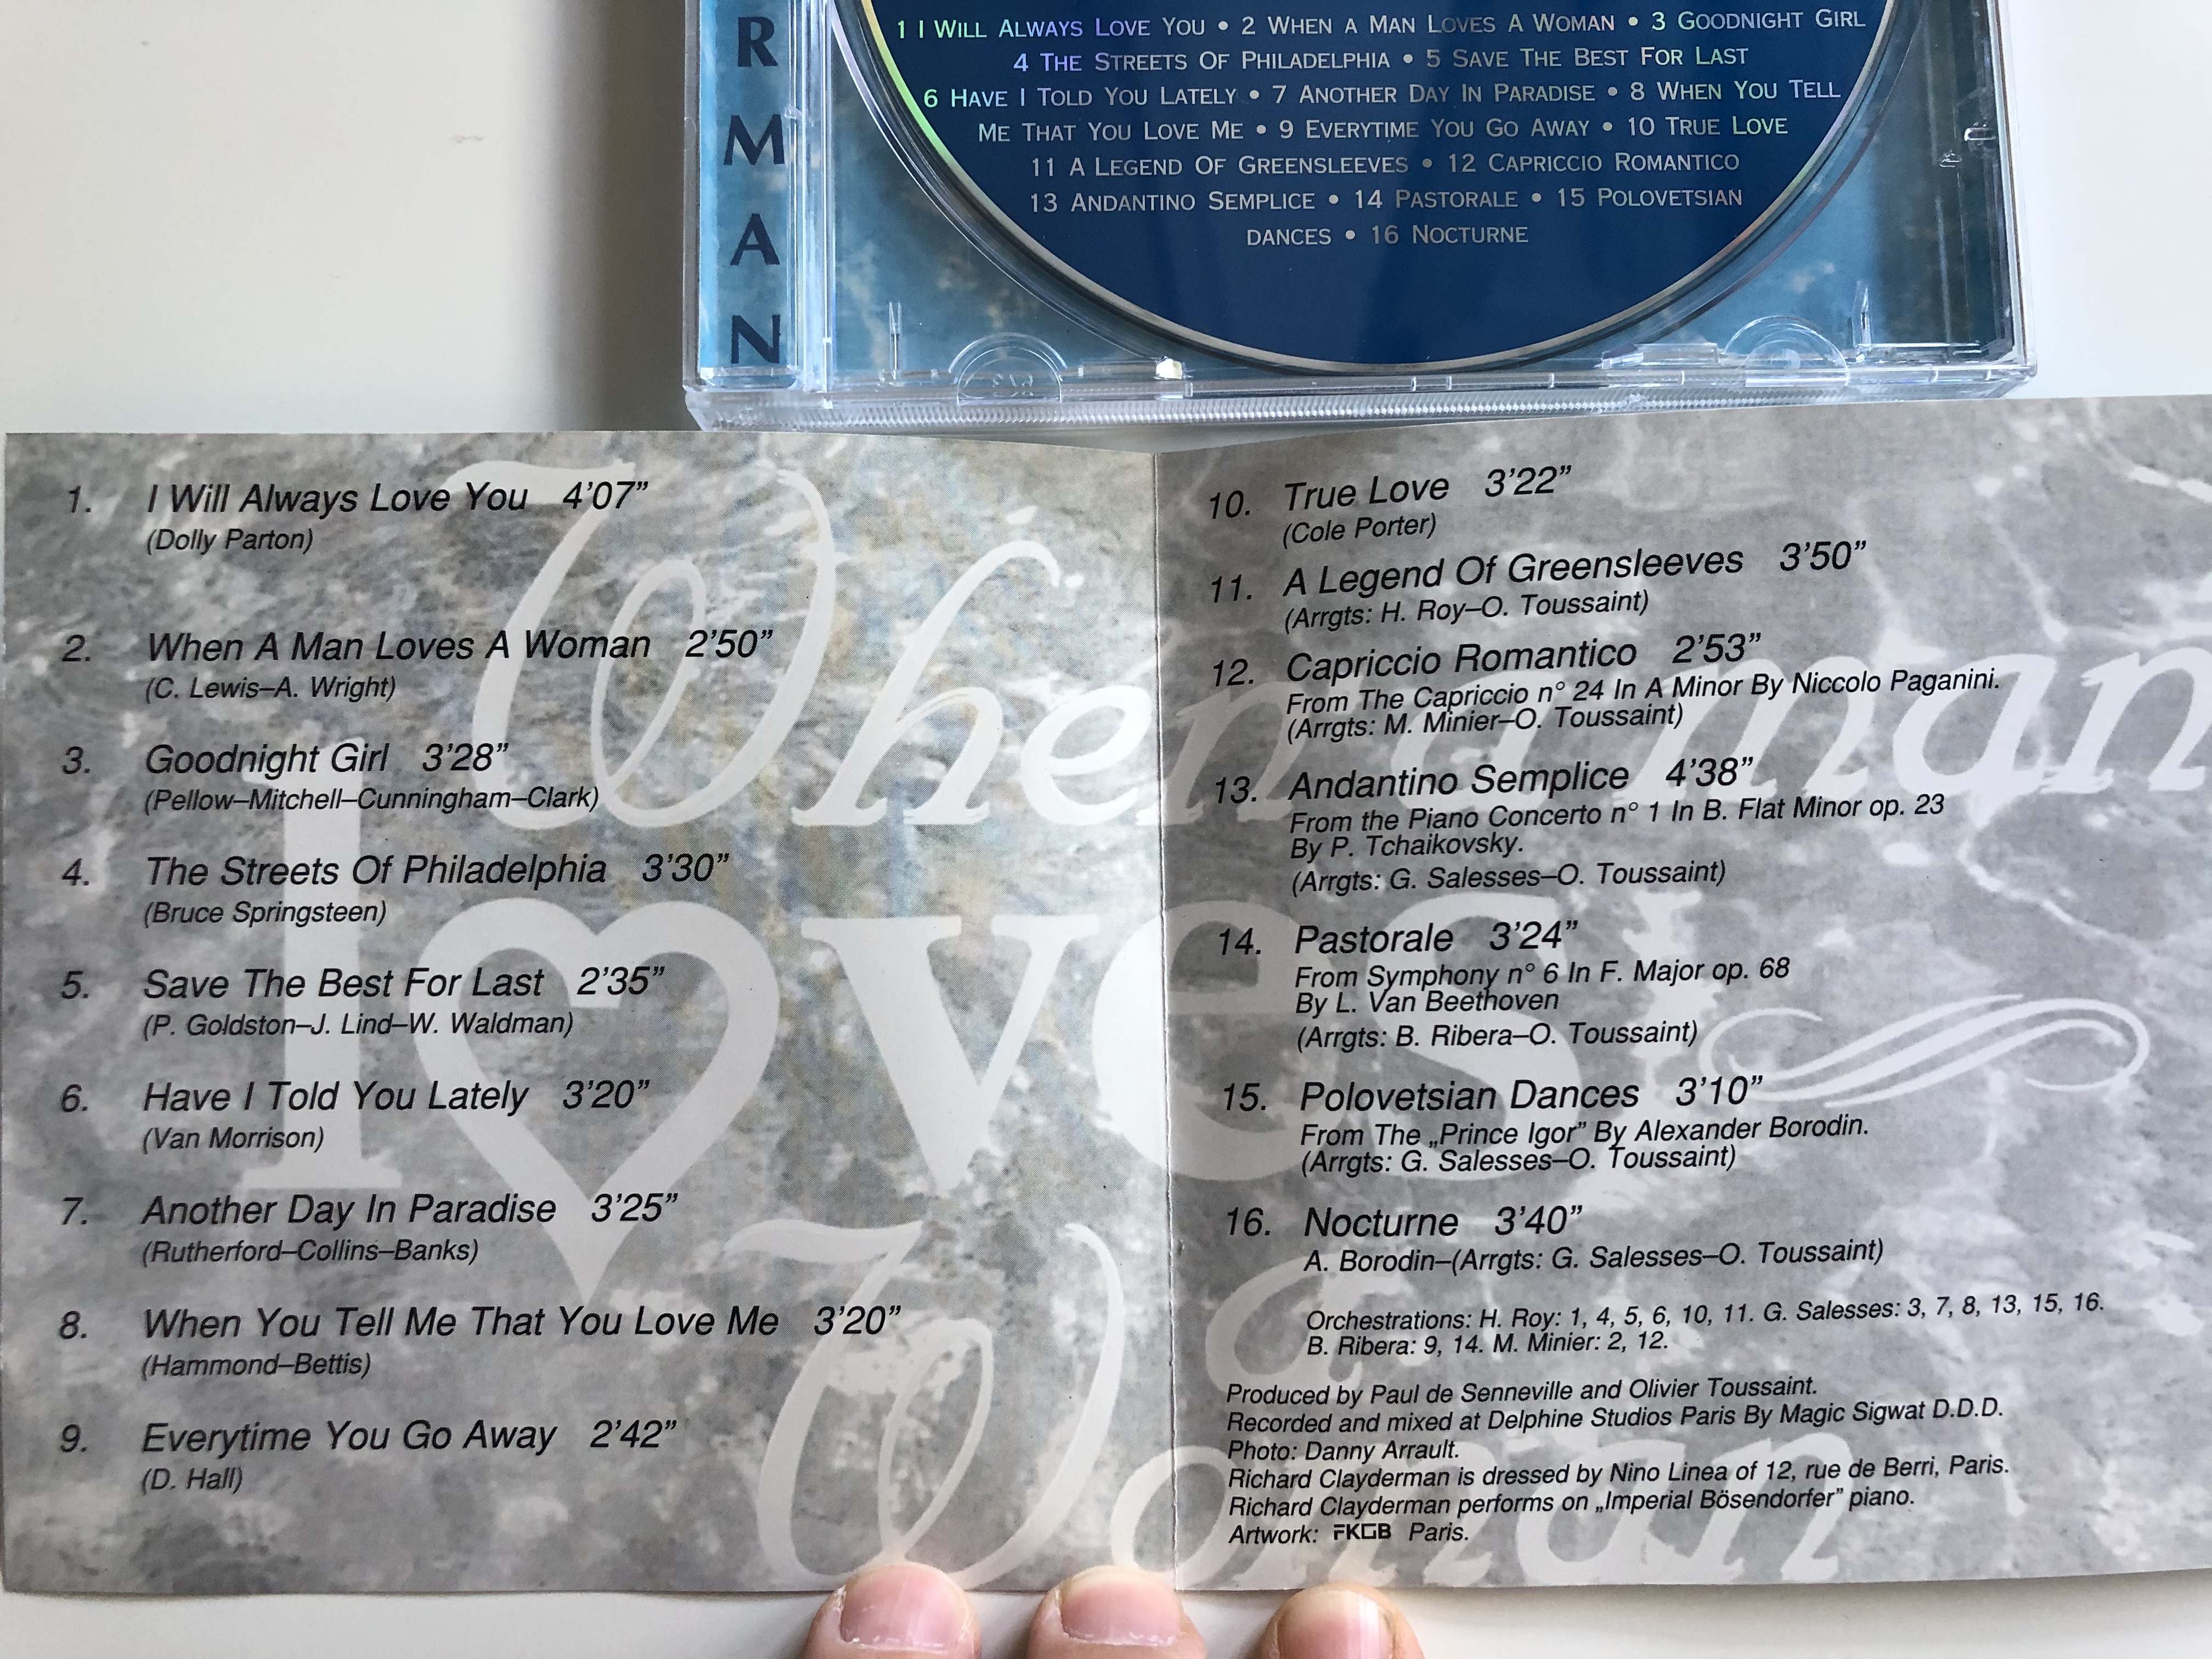 R
M
A
N
1 I WILL ALWAYS LOVE YOU • 2 WHEN A MAN LOVES A WOMAN • 3 GOODNIGHT GIRL
4 THE STREETS OF PHILADELPHIA • 5 SAVE THE BEST FOR LAST
6 HAVE I TOLD YOU LATELY • 7 ANOTHER DAY IN PARADISE • 8 WHEN YOU TELL
ME THAT YOU LOVE ME • 9 EVERYTIME YOU GO AWAY • 10 TRUE LOVE
11 A LEGEND OF GREENSLEEVES • 12 CAPRICCIO ROMANTICO
13 ANDANTINO SEMPLICE • 14 PASTORALE • 15 POLOVETSIAN
DANCES • 16 NOCTURNE
1. I Will Always Love You 4'07”
(Dolly Parton)
2. When A Man Loves A Woman 2'50”
(C. Lewis–A. Wright)
3. Goodnight Girl 3'28”
(Pellow–Mitchell–Cunningham–Clark)
4. The Streets Of Philadelphia 3'30”
(Bruce Springsteen)
5. Save The Best For Last 2'35”
(P. Goldston–J. Lind–W. Waldman)
6. Have I Told You Lately 3'20”
(Van Morrison)
7. Another Day In Paradise 3'25”
(Rutherford–Collins–Banks)
8. When You Tell Me That You Love Me 3'20”
(Hammond–Bettis)
9. Everytime You Go Away 2'42”
(D. Hall)
10. True Love 3'22”
(Cole Porter)
11. A Legend Of Greensleeves 3'50”
(Arrgts: H. Roy–O. Toussaint)
12. Capriccio Romantico 2'53”
From The Capriccio n° 24 In A Minor By Niccolo Paganini.
(Arrgts: M. Minier–O. Toussaint)
13. Andantino Semplice 4'38”
From the Piano Concerto n° 1 In B. Flat Minor op. 23
By P. Tchaikovsky.
(Arrgts: G. Salesses–O. Toussaint)
14. Pastorale 3'24”
From Symphony n° 6 In F. Major op. 68
By L. Van Beethoven
(Arrgts: B. Ribera–O. Toussaint)
15. Polovetsian Dances 3'10”
From The „Prince Igor” By Alexander Borodin.
(Arrgts: G. Salesses–O. Toussaint)
16. Nocturne 3'40”
A. Borodin–(Arrgts: G. Salesses–O. Toussaint)
Orchestrations: H. Roy: 1, 4, 5, 6, 10, 11. G. Salesses: 3, 7, 8, 13, 15, 16.
B. Ribera: 9, 14. M. Minier: 2, 12.
Produced by Paul de Senneville and Olivier Toussaint.
Recorded and mixed at Delphine Studios Paris By Magic Sigwat D.D.D.
Photo: Danny Arrault.
Richard Clayderman is dressed by Nino Linea of 12, rue de Berri, Paris.
Richard Clayderman performs on „Imperial Bösendorfer” piano.
Artwork: FKGB Paris.
When a man
loves
a
Woman